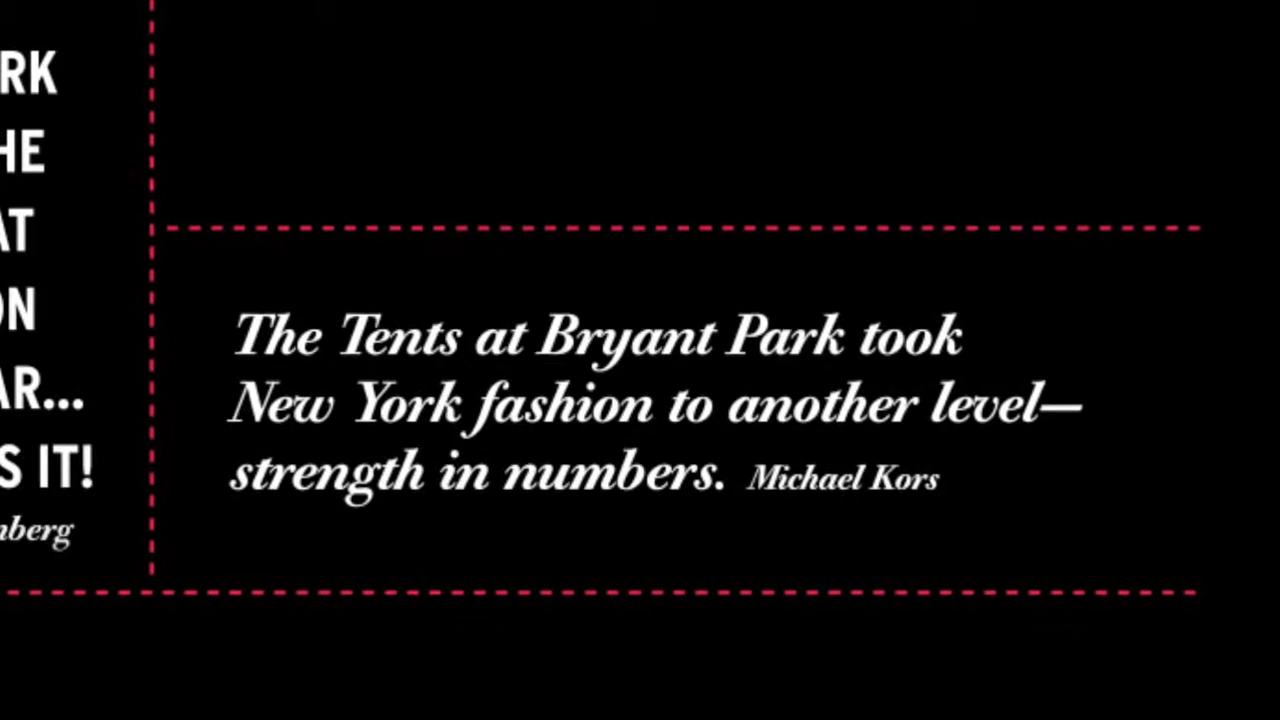 RK
HE
AT
ON
AR...
S IT!
nberg
The Tents at Bryant Park took
New York fashion to another level—
strength in numbers. Michael Kors